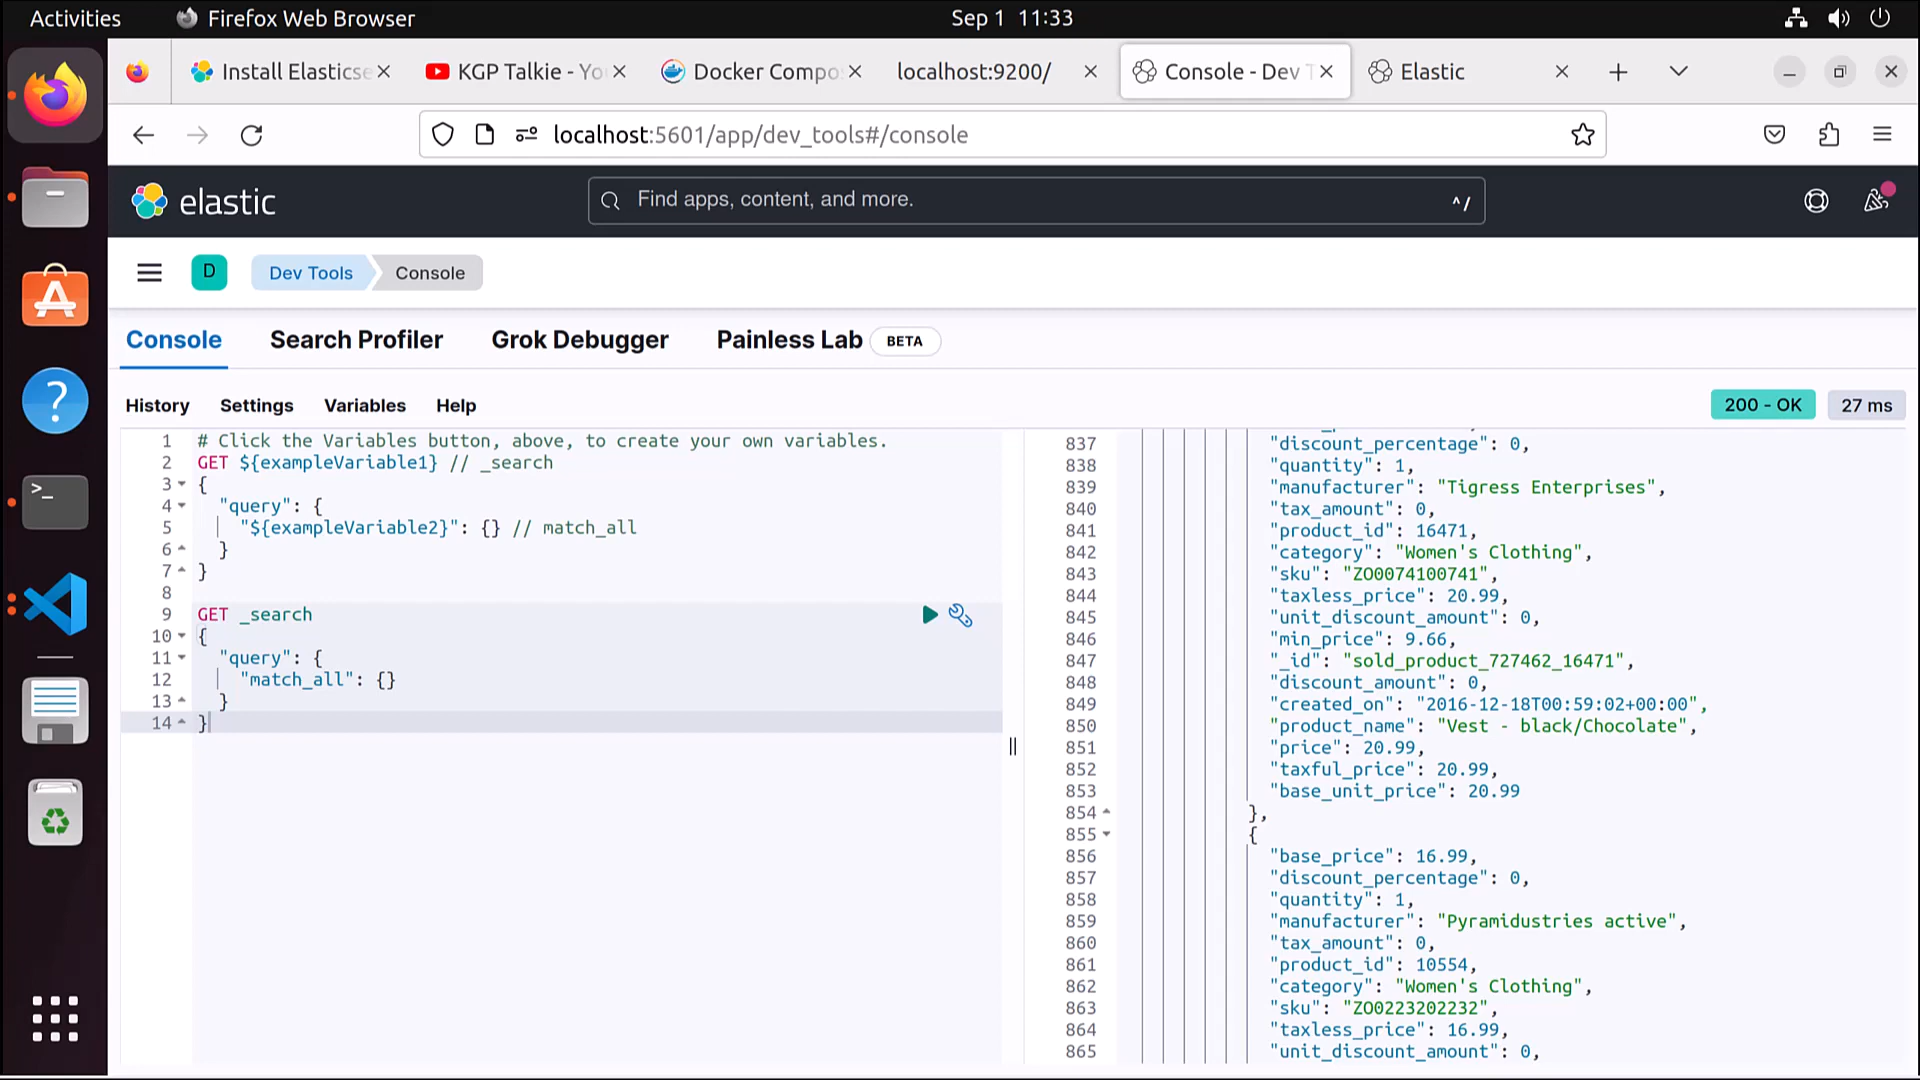 Activities
Firefox Web Browser
Sep 1 11:33
Install Elasticse
KGP Talkie - Yo
Docker Compo
localhost:9200/
Console - Dev T
Elastic
localhost:5601/app/dev_tools#/console
elastic
Find apps, content, and more.
^/
D
Dev Tools
Console
Console
Search Profiler
Grok Debugger
Painless Lab
BETA
History
Settings
Variables
Help
200 - OK
27 ms
1 # Click the Variables button, above, to create your own variables.
2 GET ${exampleVariable1} // _search
3 {
4 "query": {
5 "${exampleVariable2}": {} // match_all
6 }
7 }
8
9 GET _search
10 {
11 "query": {
12 "match_all": {}
13 }
14 }
837 "discount_percentage": 0,
838 "quantity": 1,
839 "manufacturer": "Tigress Enterprises",
840 "tax_amount": 0,
841 "product_id": 16471,
842 "category": "Women's Clothing",
843 "sku": "ZO0074100741",
844 "taxless_price": 20.99,
845 "unit_discount_amount": 0,
846 "min_price": 9.66,
847 "_id": "sold_product_727462_16471",
848 "discount_amount": 0,
849 "created_on": "2016-12-18T00:59:02+00:00",
850 "product_name": "Vest - black/Chocolate",
851 "price": 20.99,
852 "taxful_price": 20.99,
853 "base_unit_price": 20.99
854 },
855 {
856 "base_price": 16.99,
857 "discount_percentage": 0,
858 "quantity": 1,
859 "manufacturer": "Pyramidustries active",
860 "tax_amount": 0,
861 "product_id": 10554,
862 "category": "Women's Clothing",
863 "sku": "ZO0223202232",
864 "taxless_price": 16.99,
865 "unit_discount_amount": 0,